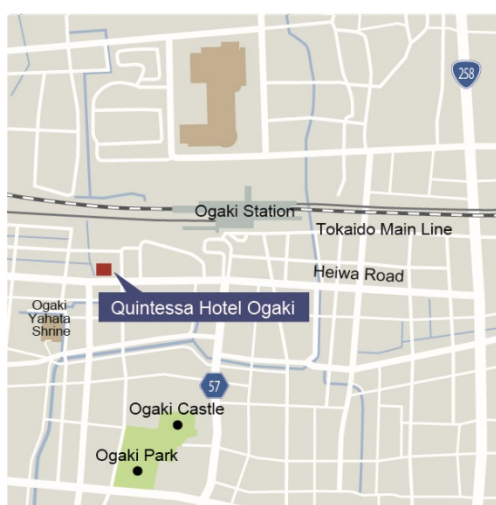 258
Ogaki Station
Tokaido Main Line
Heiwa Road
Quintessa Hotel Ogaki
Ogaki
Yahata
Shrine
57
Ogaki Castle
Ogaki Park